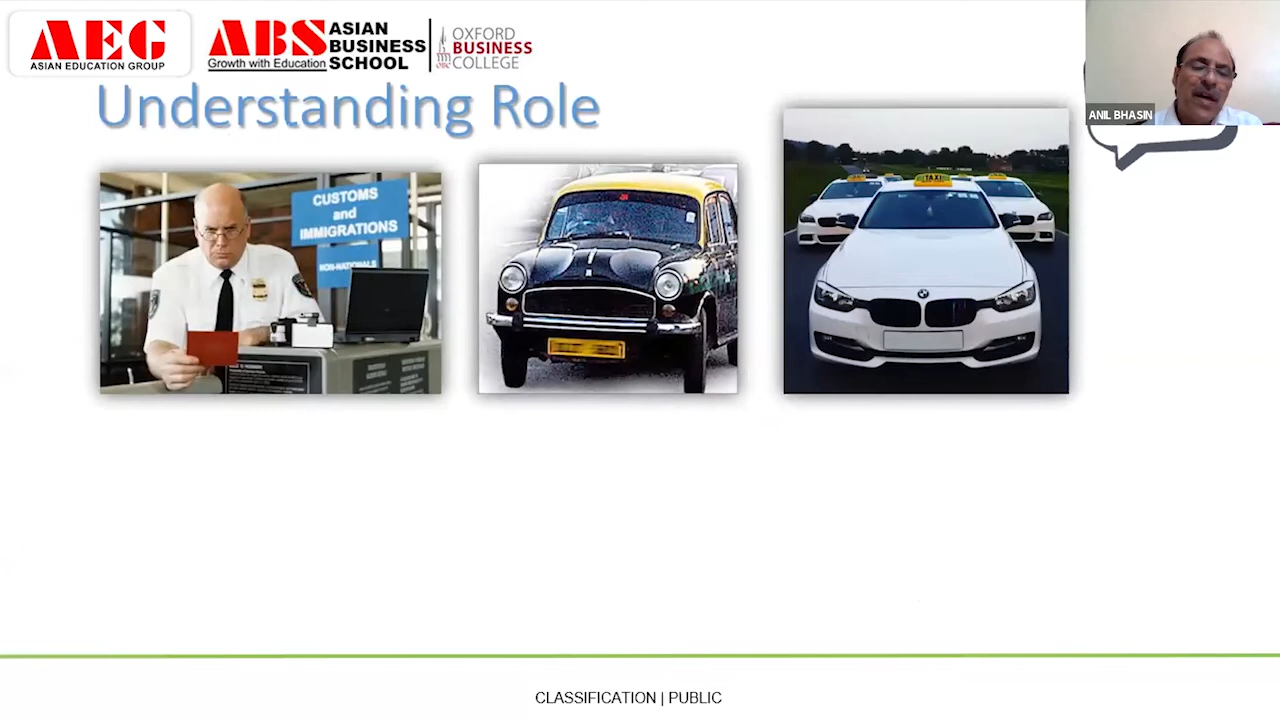 AEG
ASIAN EDUCATION GROUP
ABS
Growth with Education
ASIAN
BUSINESS
SCHOOL
OXFORD
BUSINESS
COLLEGE
ANIL BHASIN
Understanding Role
CUSTOMS
and
IMMIGRATIONS
NON-NATIONALS
TAXI
CLASSIFICATION | PUBLIC